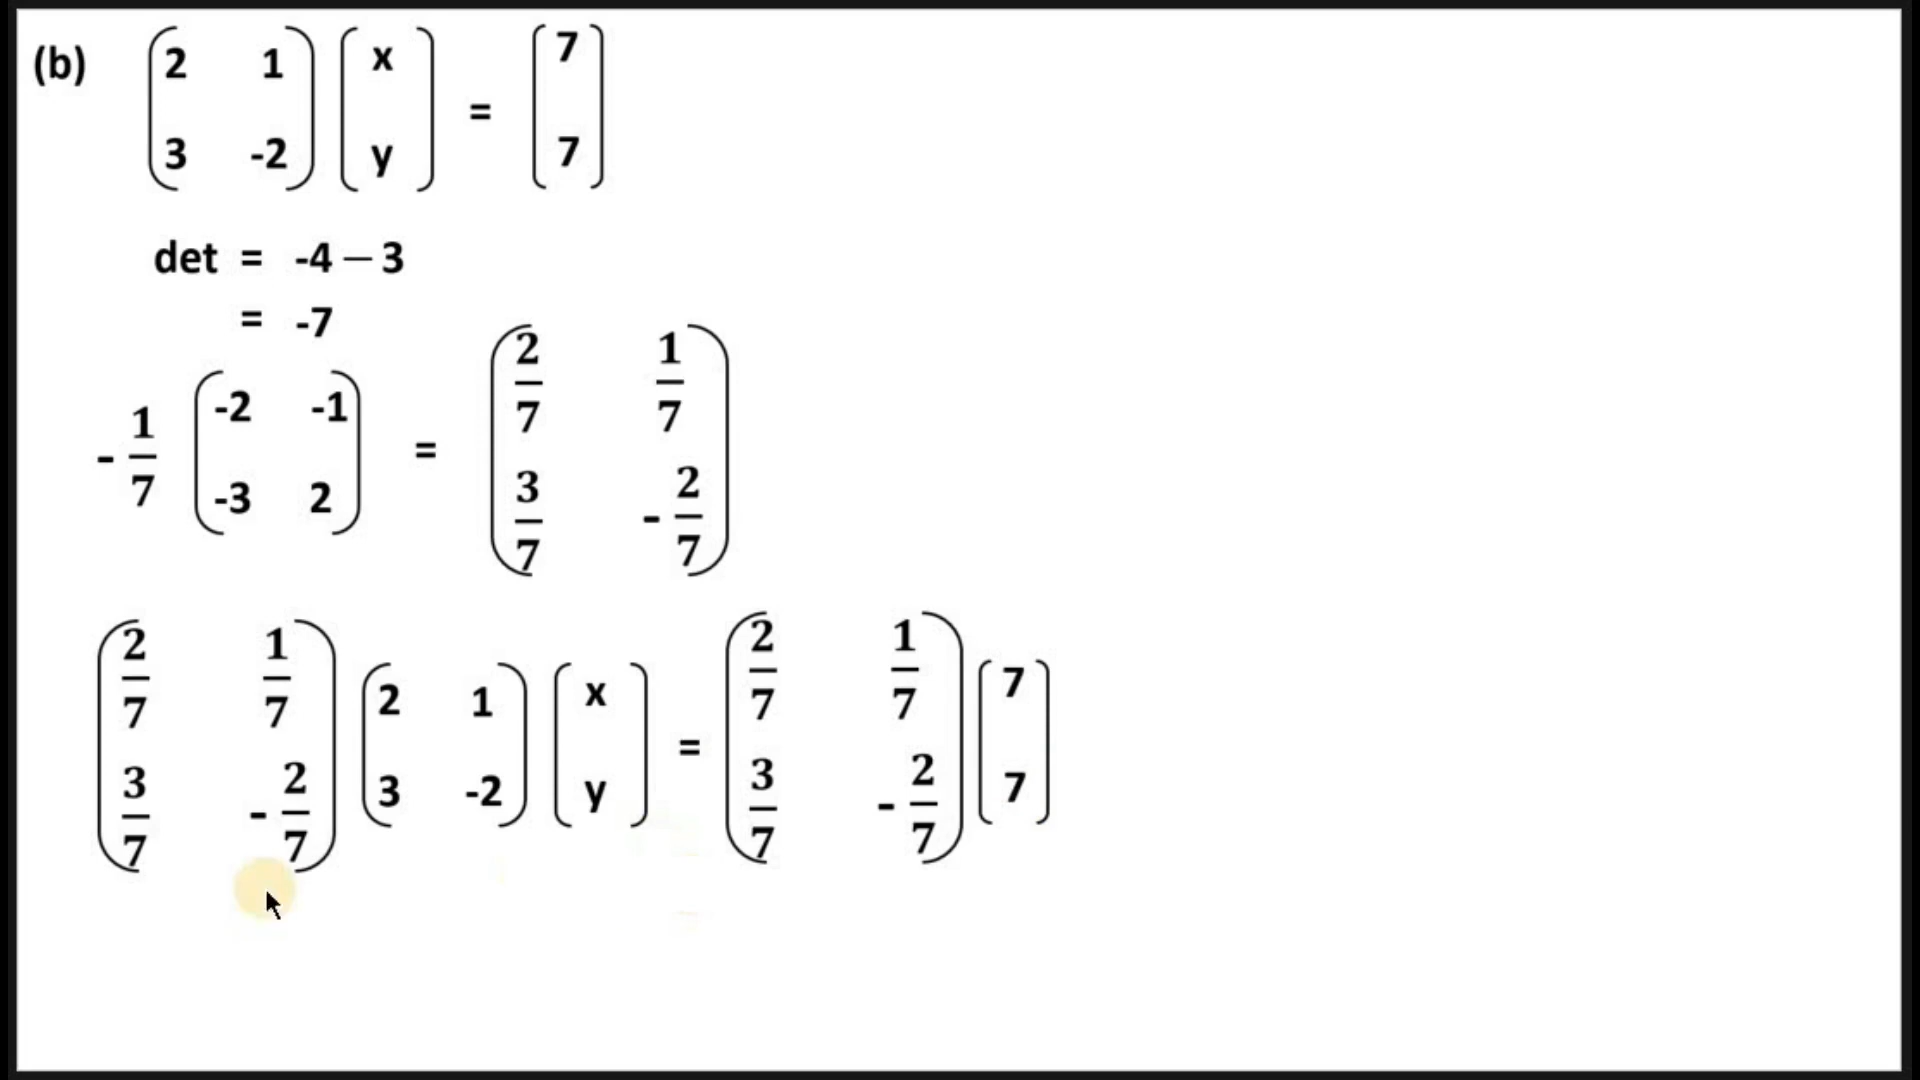 (b) (2 1 3 -2) (x y) = (7 7)
det = -4 – 3
= -7
- 1/7 (-2 -1 -3 2) = (2/7 1/7 3/7 - 2/7)
(2/7 1/7 3/7 - 2/7) (2 1 3 -2) (x y) = (2/7 1/7 3/7 - 2/7) (7 7)